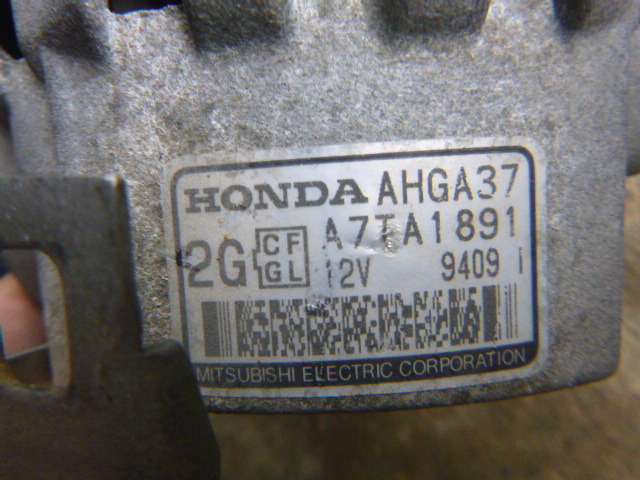 HONDA AHGA37
2G CF GL A7TA1891
12V 9409 I
MITSUBISHI ELECTRIC CORPORATION